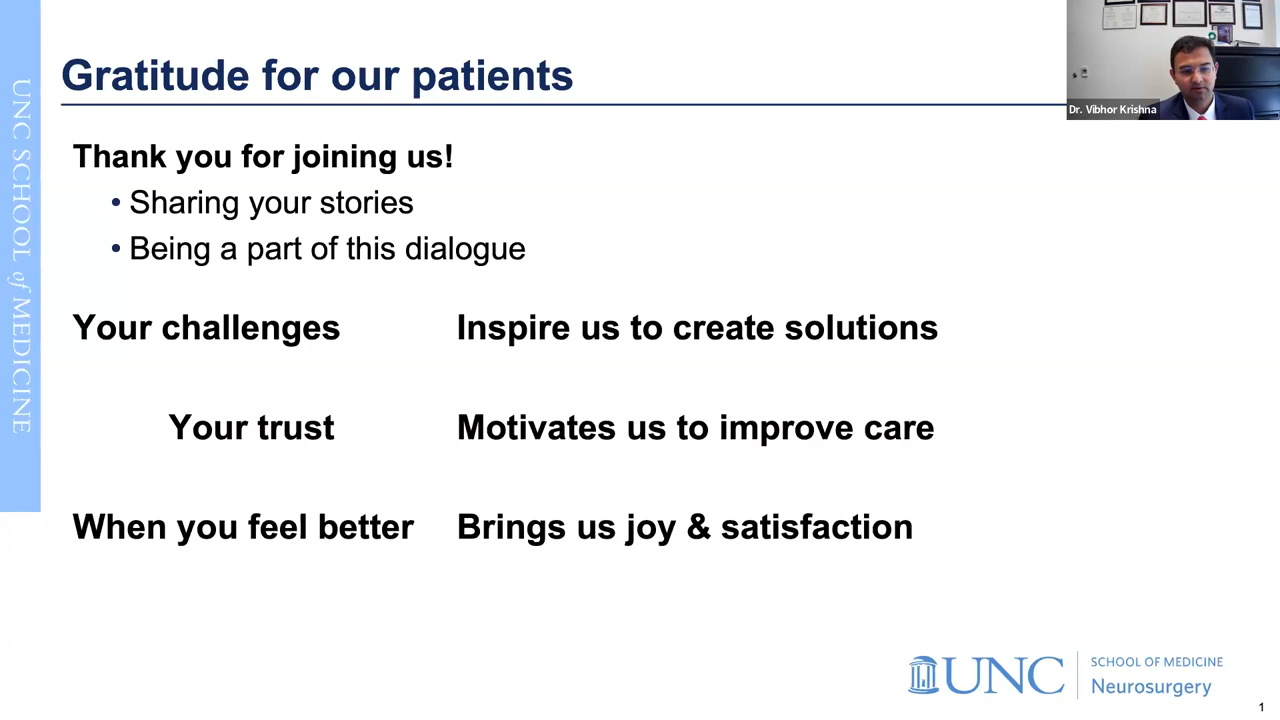 UNC SCHOOL of MEDICINE
Gratitude for our patients
Dr. Vibhor Krishna
Thank you for joining us!
• Sharing your stories
• Being a part of this dialogue
Your challenges Inspire us to create solutions
Your trust Motivates us to improve care
When you feel better Brings us joy & satisfaction
UNC SCHOOL OF MEDICINE
Neurosurgery
1